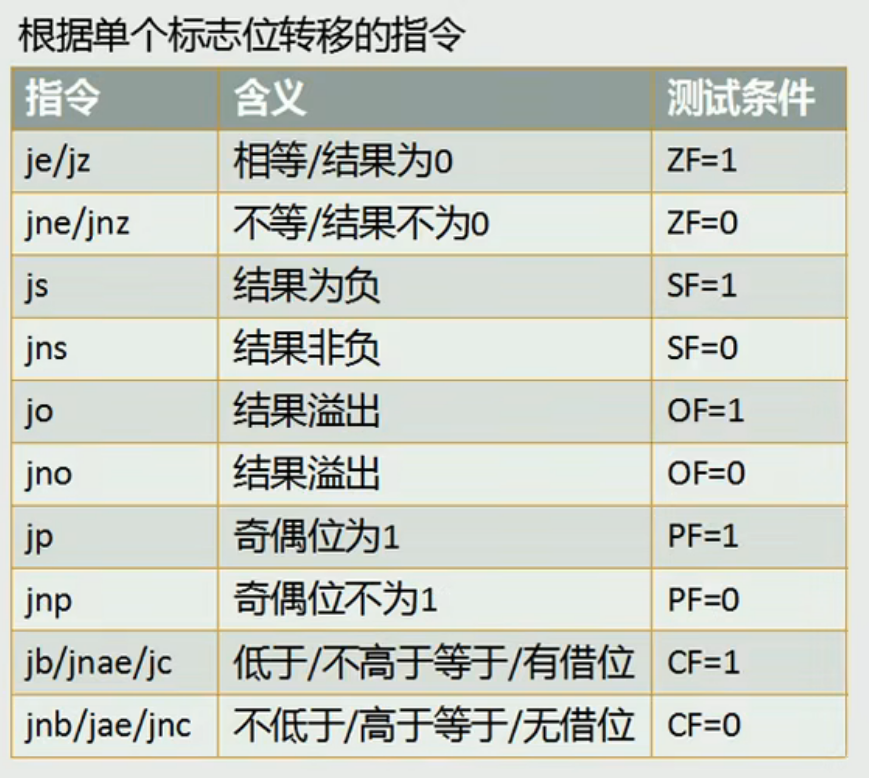 根据单个标志位转移的指令
指令 含义 测试条件
je/jz 相等/结果为0 ZF=1
jne/jnz 不等/结果不为0 ZF=0
js 结果为负 SF=1
jns 结果非负 SF=0
jo 结果溢出 OF=1
jno 结果溢出 OF=0
jp 奇偶位为1 PF=1
jnp 奇偶位不为1 PF=0
jb/jnae/jc 低于/不高于等于/有借位 CF=1
jnb/jae/jnc 不低于/高于等于/无借位 CF=0